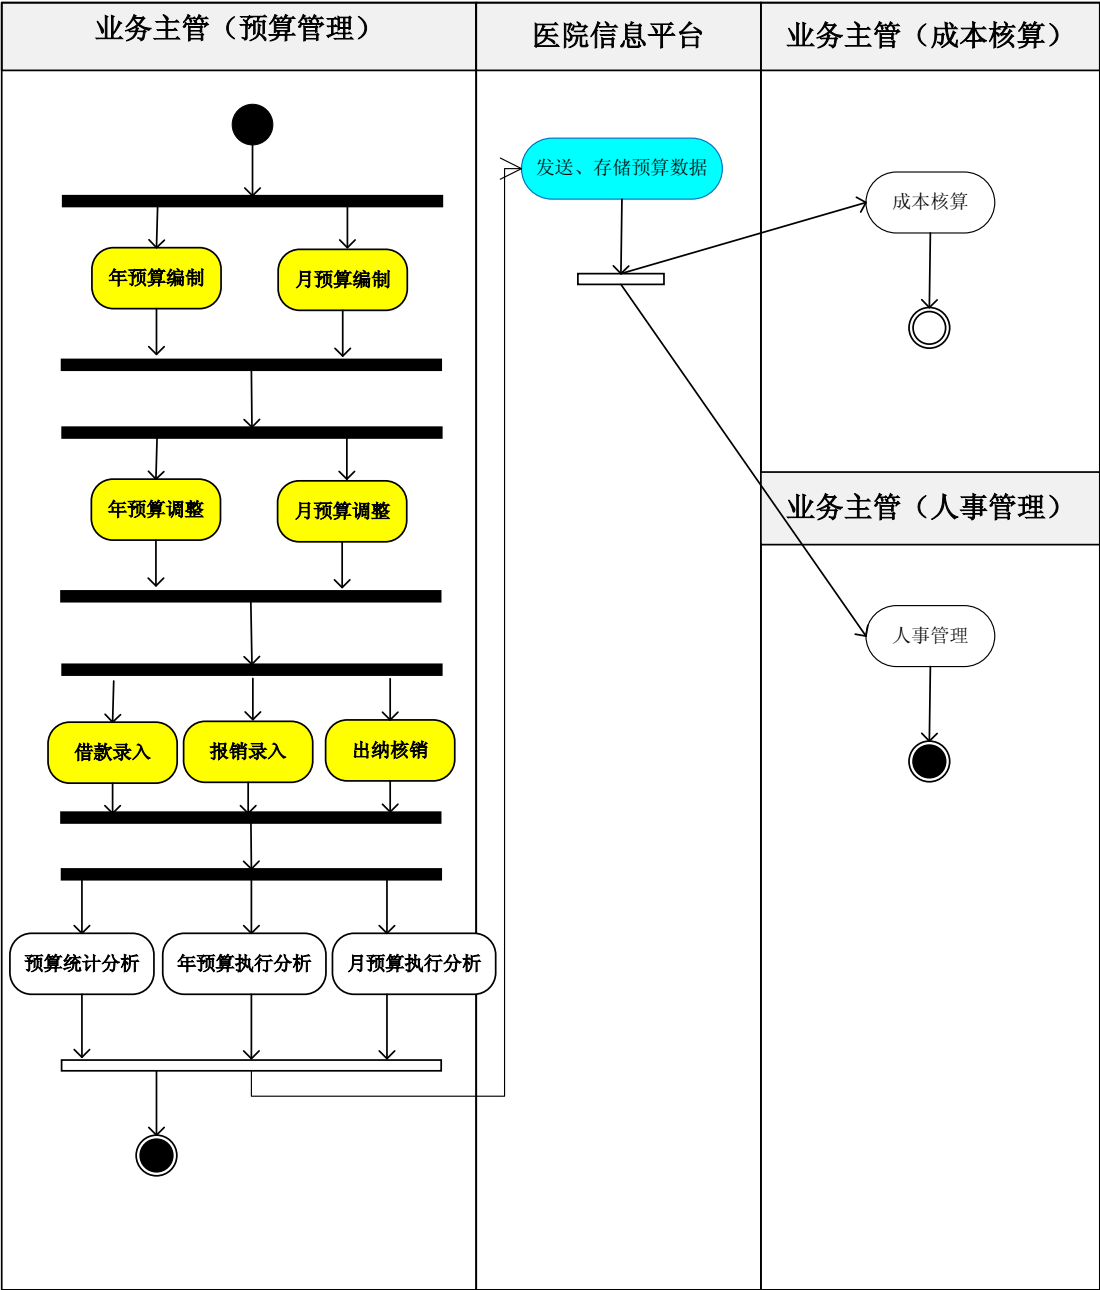 业务主管（预算管理）
医院信息平台
业务主管（成本核算）
发送、存储预算数据
成本核算
年预算编制
月预算编制
年预算调整
月预算调整
业务主管（人事管理）
人事管理
借款录入
报销录入
出纳核销
预算统计分析
年预算执行分析
月预算执行分析